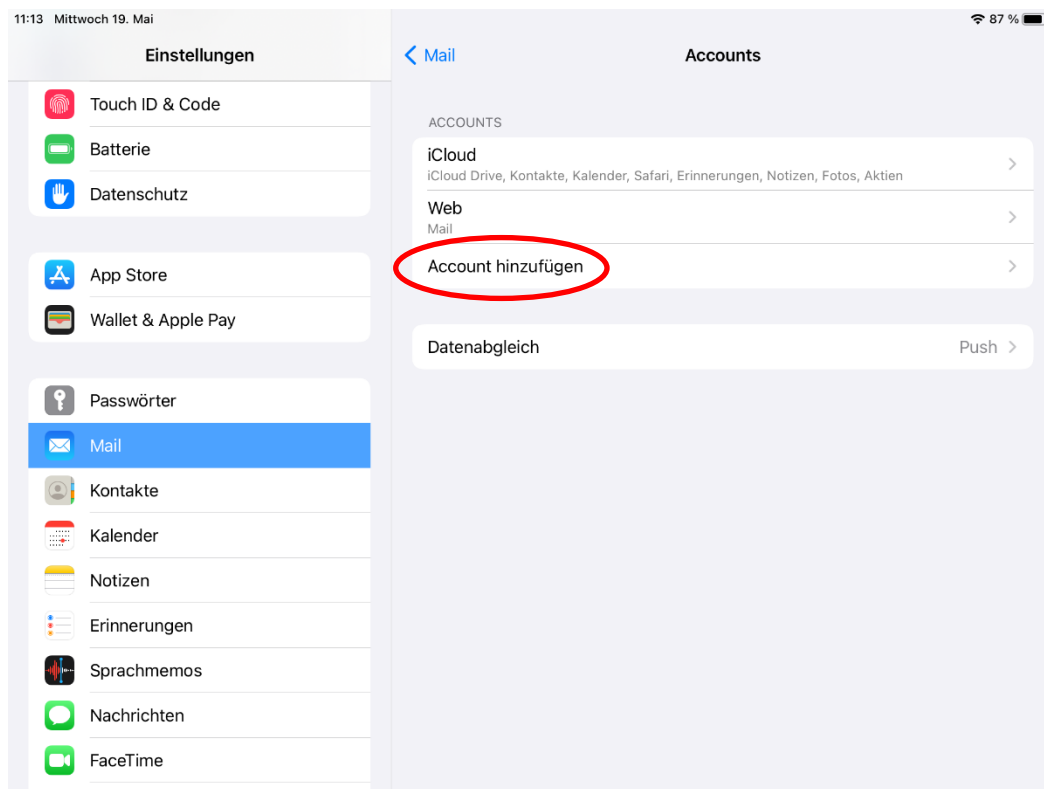 11:13 Mittwoch 19. Mai
87 %
Einstellungen
Touch ID & Code
Batterie
Datenschutz
App Store
Wallet & Apple Pay
Passwörter
Mail
Kontakte
Kalender
Notizen
Erinnerungen
Sprachmemos
Nachrichten
FaceTime
Mail
Accounts
ACCOUNTS
iCloud
iCloud Drive, Kontakte, Kalender, Safari, Erinnerungen, Notizen, Fotos, Aktien
Web
Mail
Account hinzufügen
Datenabgleich
Push